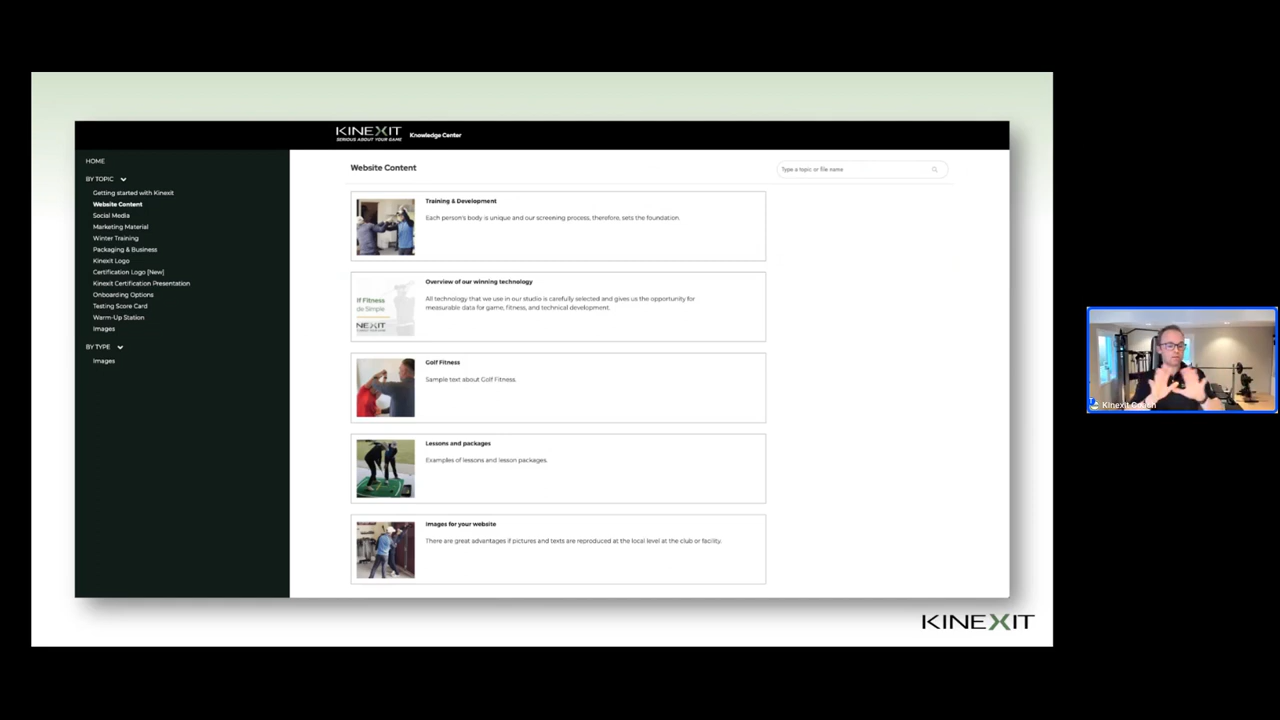 KINEXIT
SERIOUS ABOUT YOUR GAME
Knowledge Center
HOME
BY TOPIC
Getting started with Kinexit
Website Content
Social Media
Marketing Material
Winter Training
Packaging & Business
Kinexit Logo
Certification Logo [New]
Kinexit Certification Presentation
Onboarding Options
Testing Score Card
Warm-Up Station
Images
BY TYPE
Images
Website Content
Type a topic or file name
Training & Development
Each person's body is unique and our screening process, therefore, sets the foundation.
Overview of our winning technology
All technology that we use in our studio is carefully selected and gives us the opportunity for
measurable data for game, fitness, and technical development.
lf Fitness
de Simple
NEXIT
Golf Fitness
Sample text about Golf Fitness.
Lessons and packages
Examples of lessons and lesson packages.
Images for your website
There are great advantages if pictures and texts are reproduced at the local level at the club or facility.
KINEXIT
Kinexit Coach